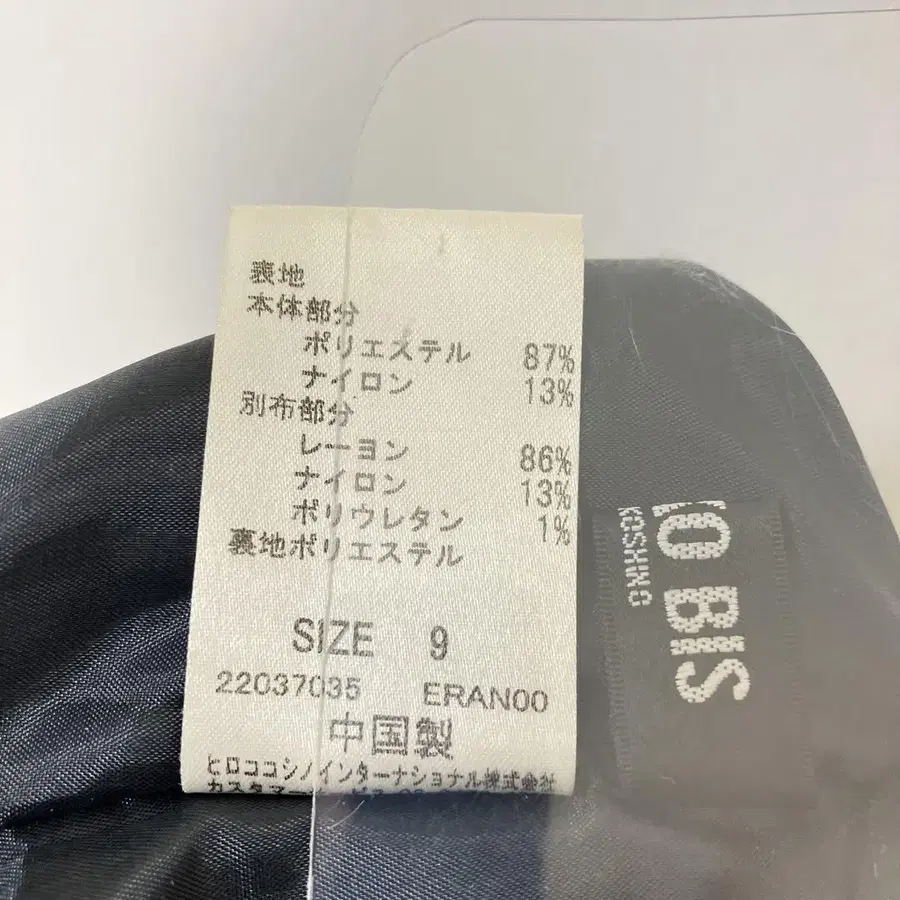 表地
本体部分
ポリエステル 87%
ナイロン 13%
別布部分
レーヨン 86%
ナイロン 13%
ポリウレタン 1%
裏地ポリエステル
SIZE 9
22037035 ERAN00
中国製
ヒロココシノインターナショナル株式会社
IO BIS
KOSHINO